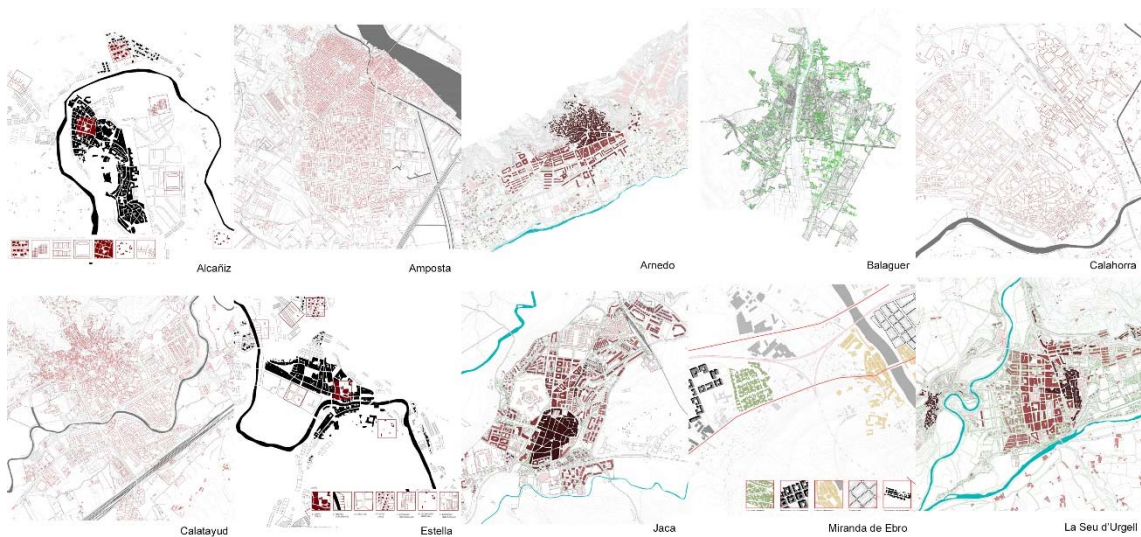 Alcañiz
Amposta
Arnedo
Balaguer
Calahorra
Calatayud
Estella
Jaca
Miranda de Ebro
La Seu d'Urgell